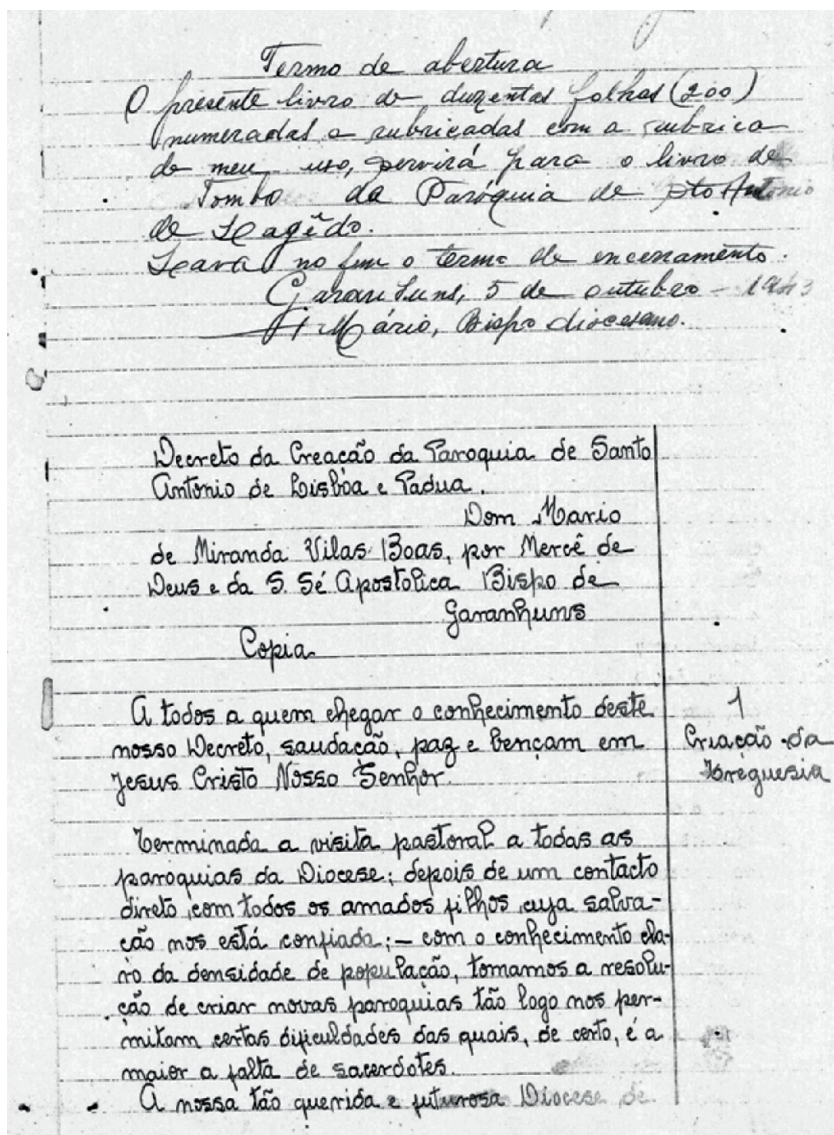 Termo de abertura
O presente livro de duzentas folhas (200)
numeradas e rubricadas com a rubrica
de meu uso, servirá para o livro de
Tombo da Paróquia de Sto Antonio
de Lagêdo.
Leva no fim o termo de encerramento.
Garanhuns, 5 de outubro - 1943
+ Mário, Bispo diocesano.
Decreto da Creação da Paroquia de Santo
Antonio de Lisbôa e Padua.
Dom Mario
de Miranda Vilas Boas, por Mercê de
Deus e da S. Sé Apostolica Bispo de
Garanhuns
Copia
A todos a quem chegar o conhecimento deste
nosso Decreto, saudação, paz e bençam em
Jesus Cristo Nosso Senhor.
1
Criação da
Freguesia
Terminada a visita pastoral a todas as
paroquias da Diocese; depois de um contacto
direto com todos os amados filhos cuja salva-
cão nos está confiada; - com o conhecimento cla-
ro da densidade de população, tomamos a resolu-
ção de criar novas paroquias tão logo nos per-
mitam certas dificuldades das quais, de certo, é a
maior a falta de sacerdotes.
A nossa tão querida e futurosa Diocese de